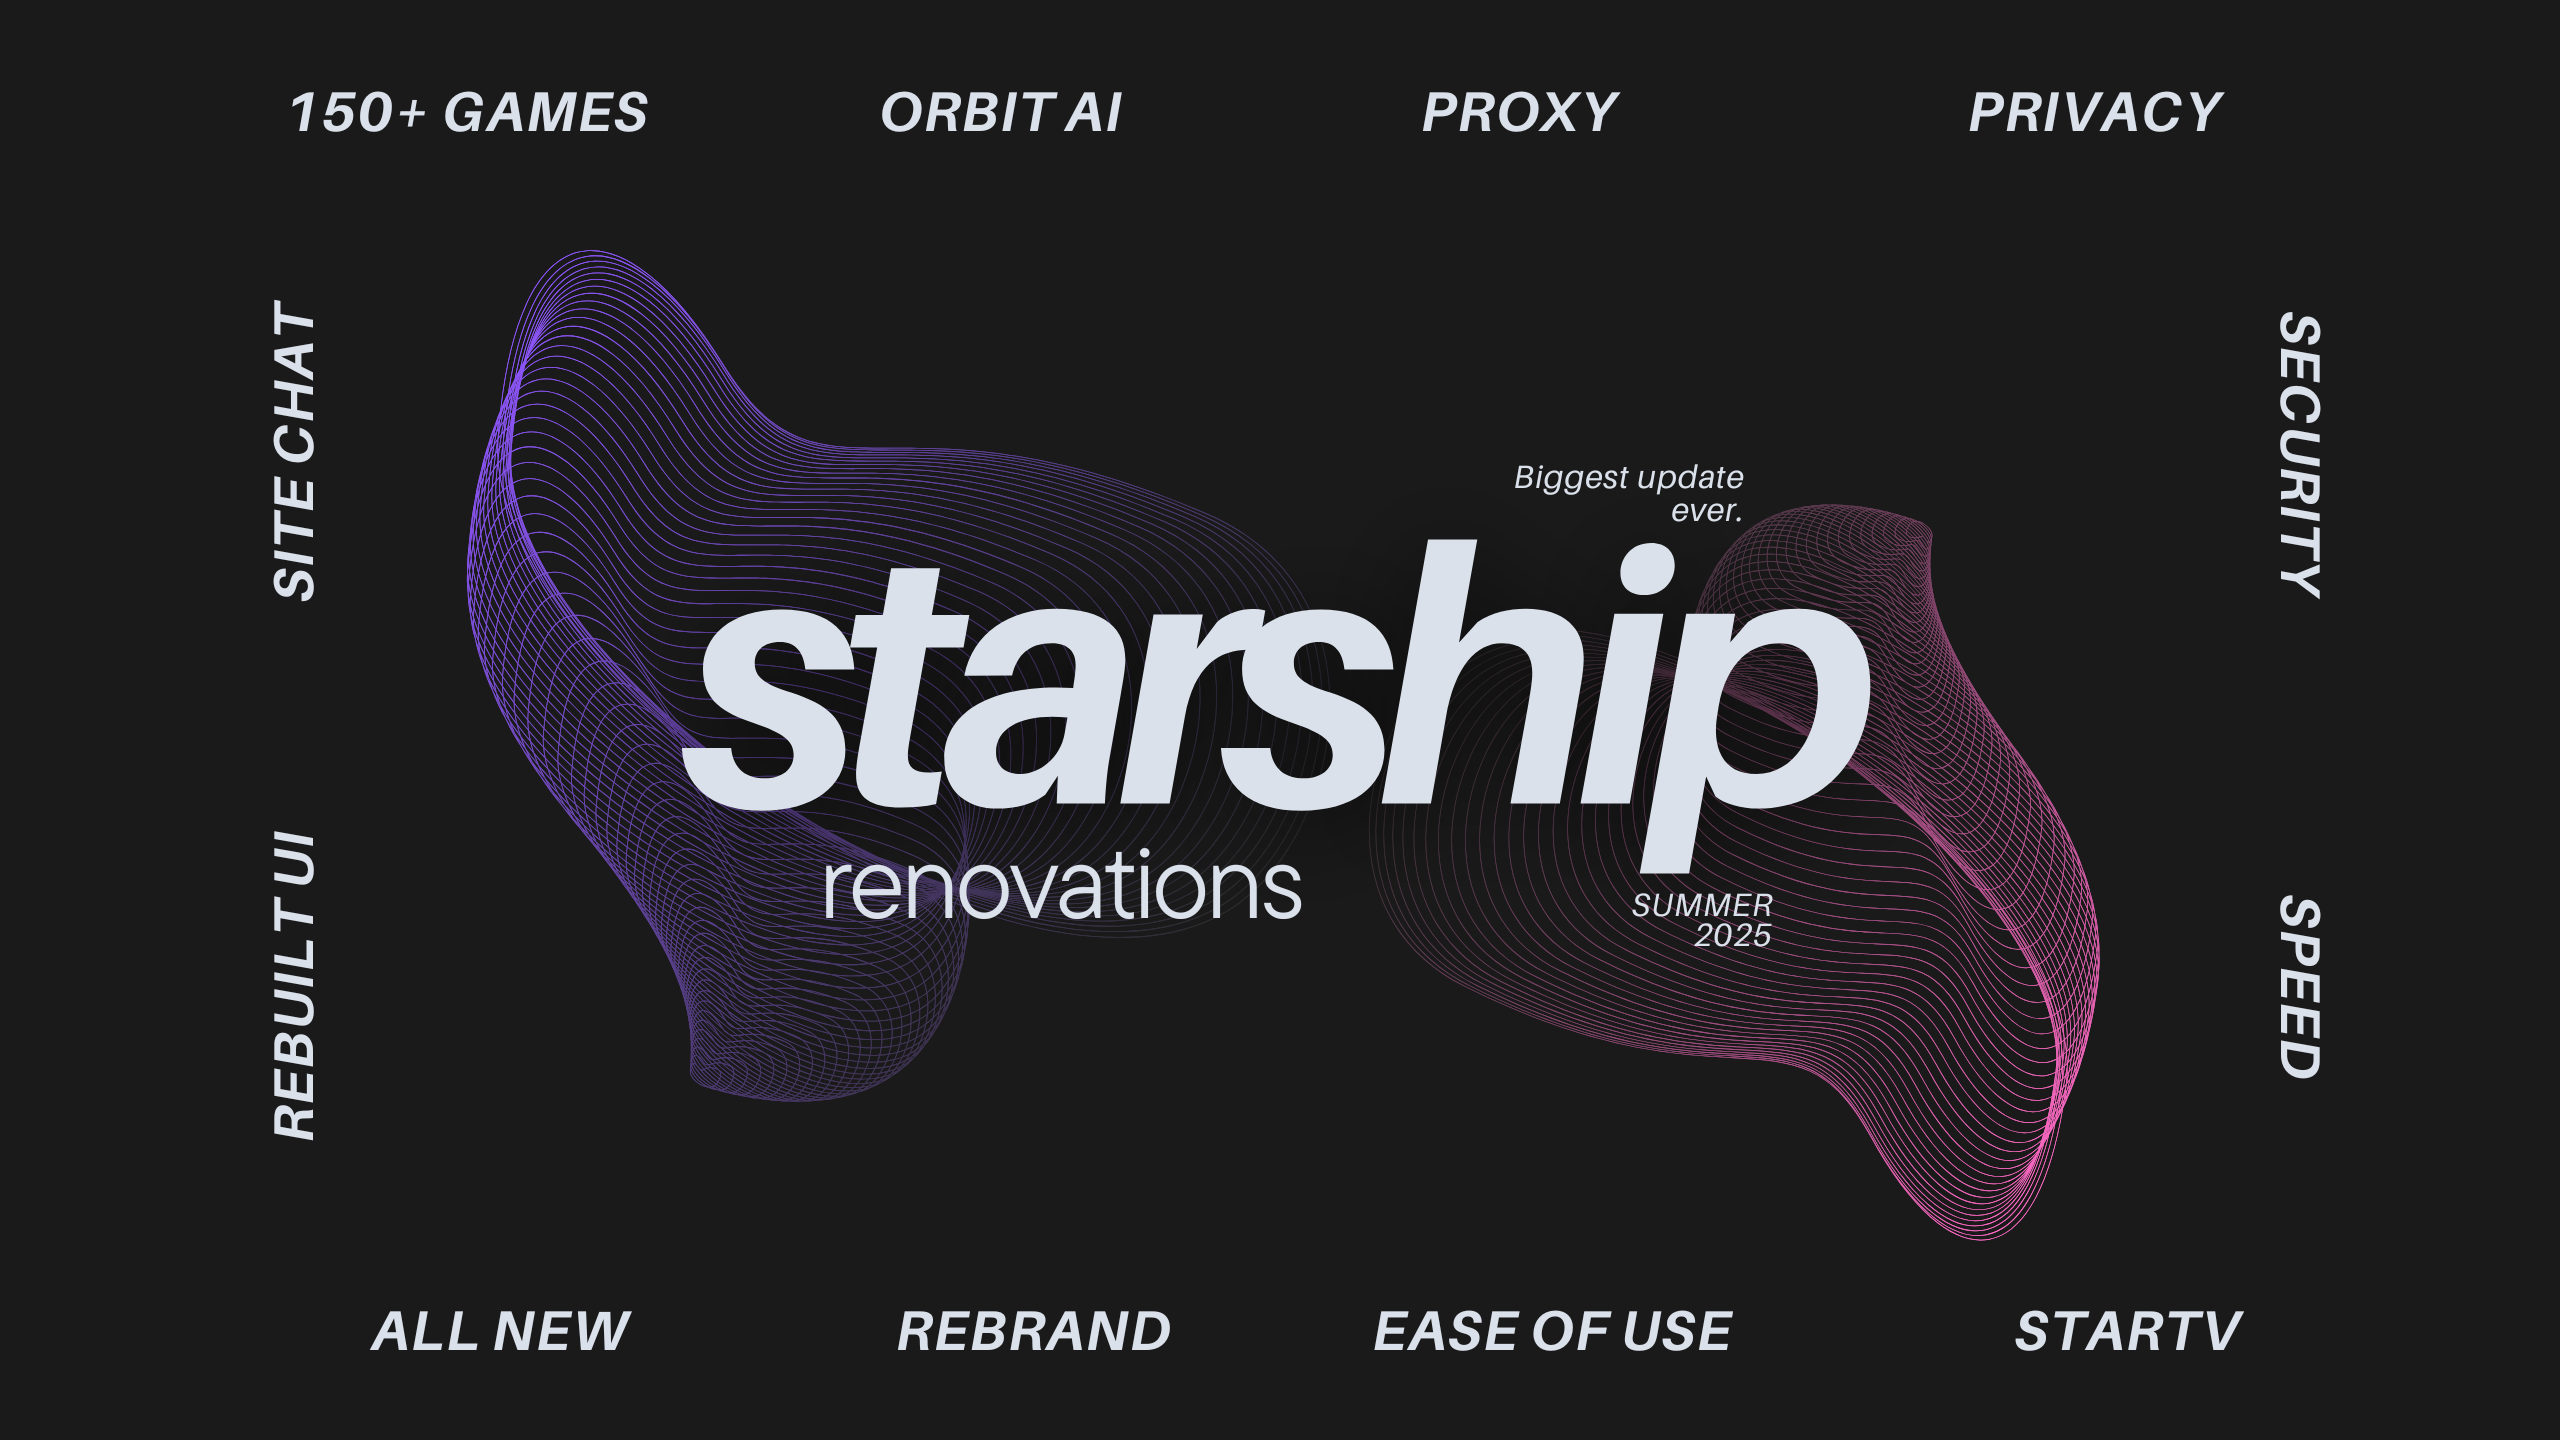 150+ GAMES
ORBIT AI
PROXY
PRIVACY
SITE CHAT
SECURITY
Biggest update
ever.
starship
renovations
SUMMER
2025
REBUILT UI
SPEED
ALL NEW
REBRAND
EASE OF USE
STARTV